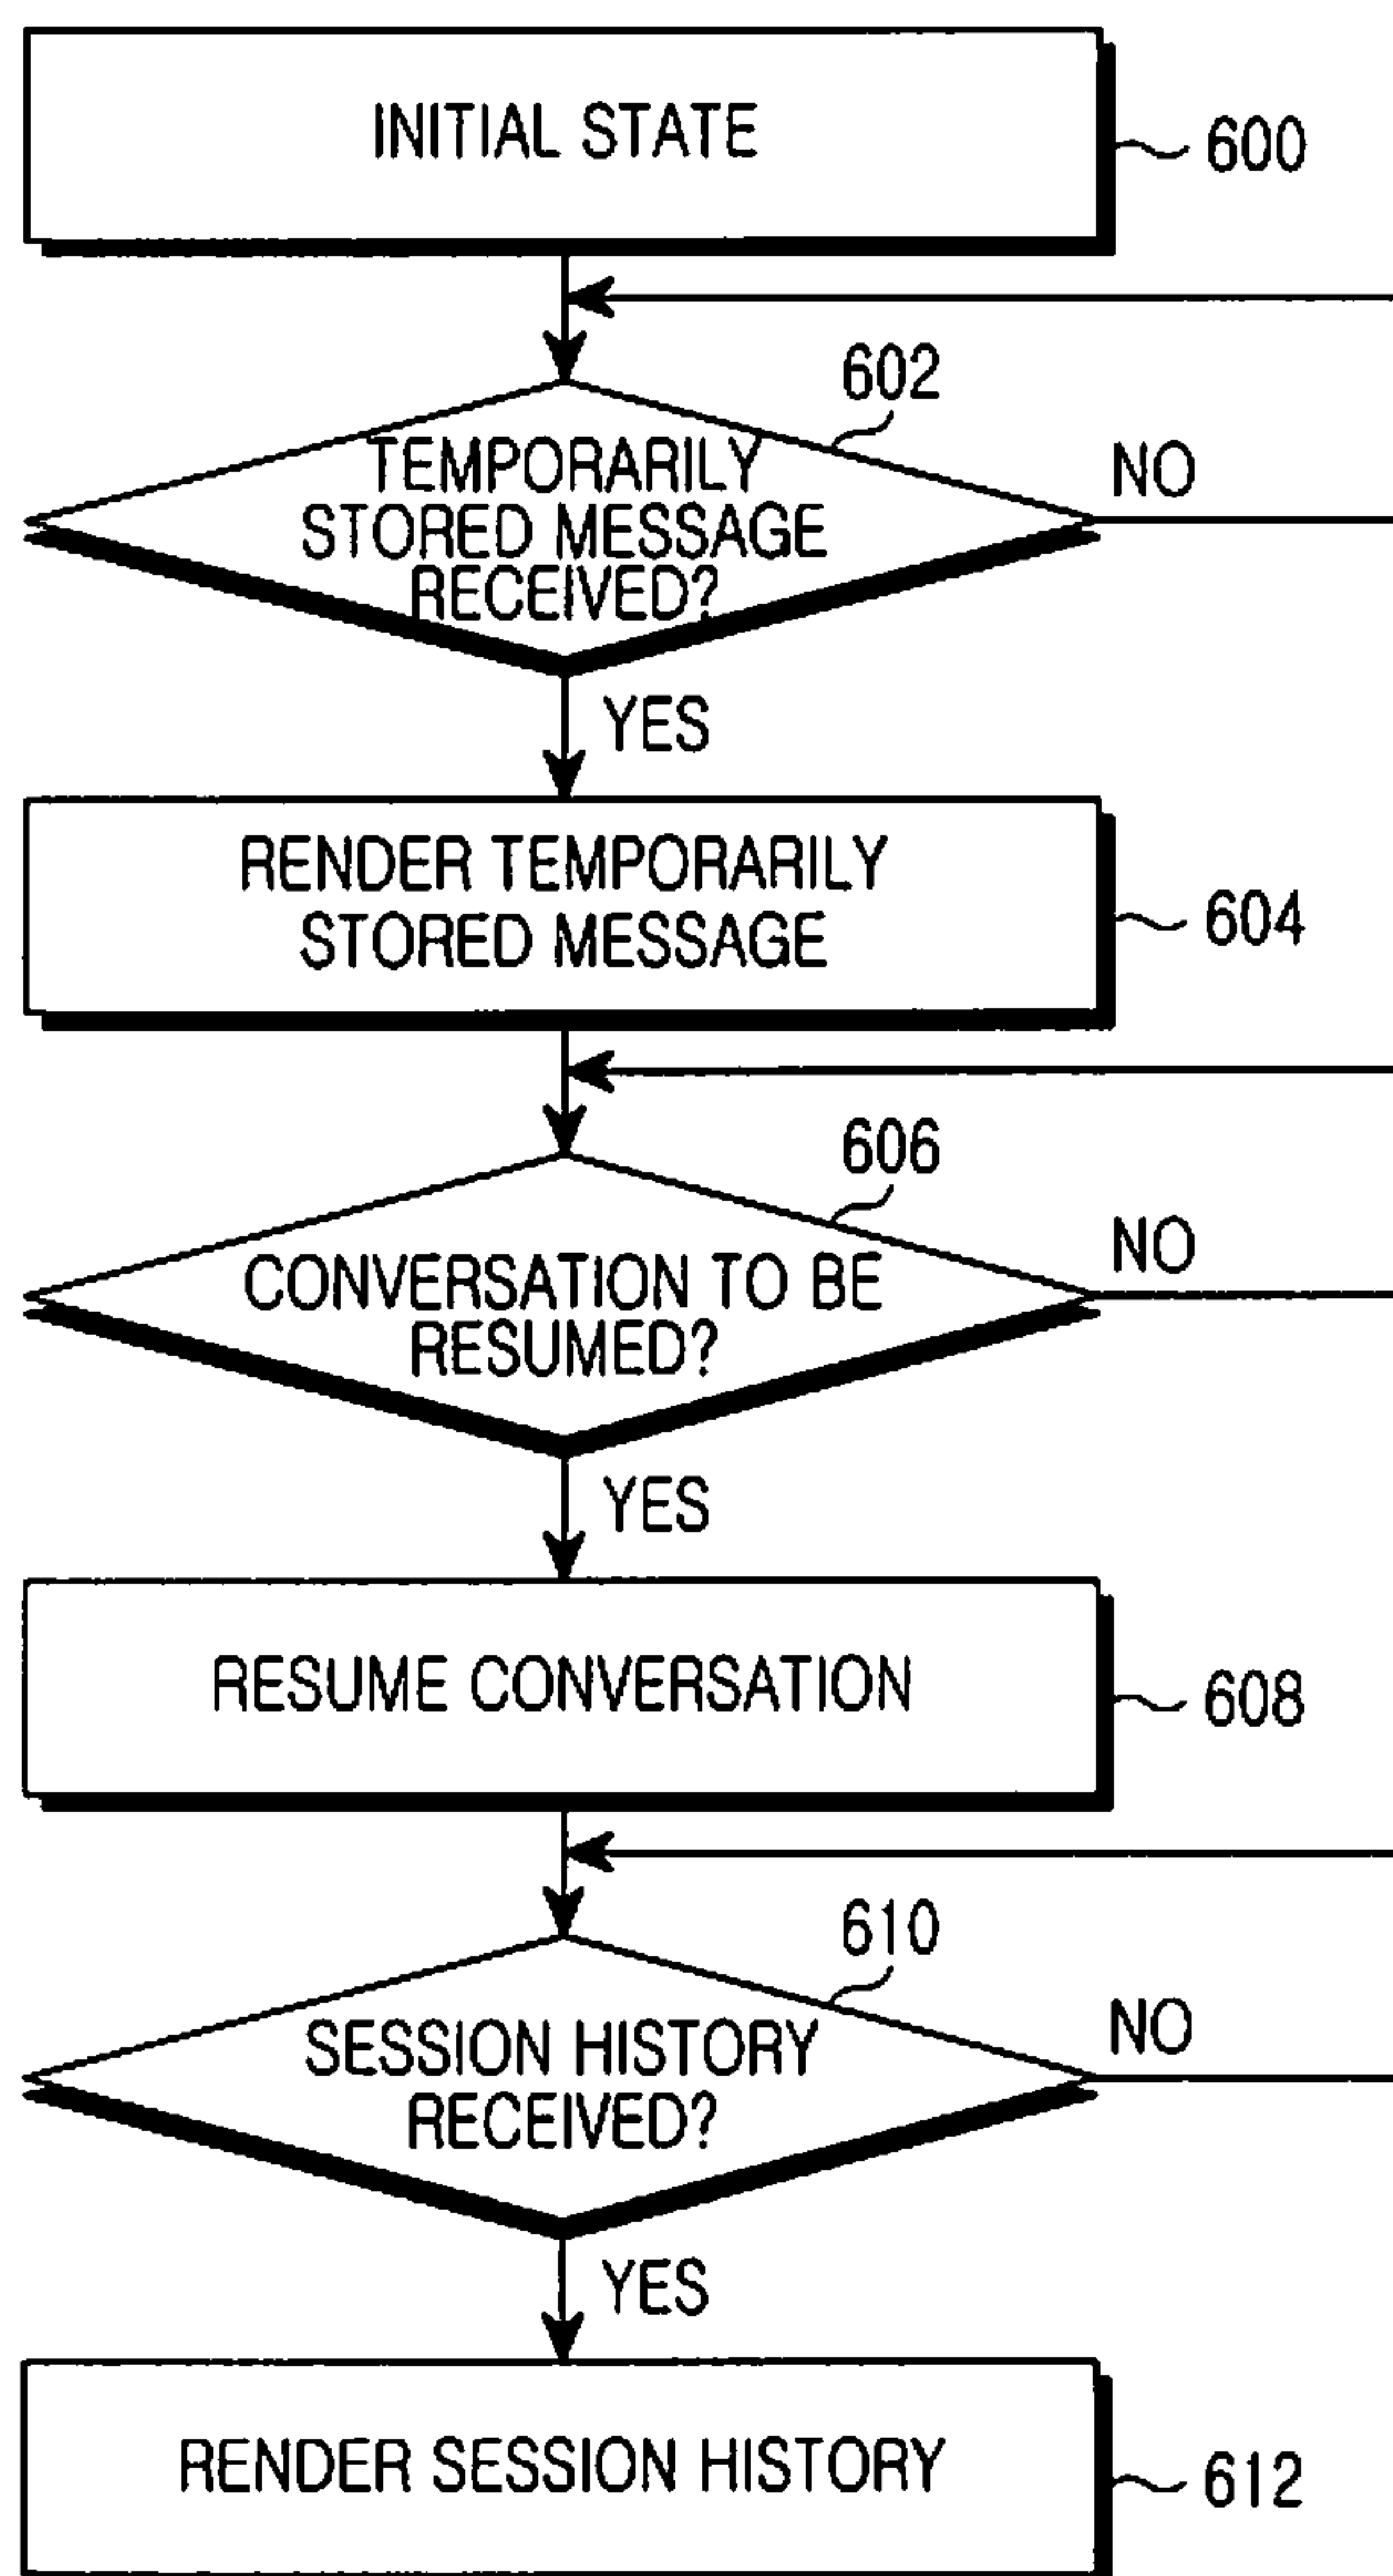 INITIAL STATE
600
602
TEMPORARILY
STORED MESSAGE
RECEIVED?
NO
YES
RENDER TEMPORARILY
STORED MESSAGE
604
606
CONVERSATION TO BE
RESUMED?
NO
YES
RESUME CONVERSATION
608
610
SESSION HISTORY
RECEIVED?
NO
YES
RENDER SESSION HISTORY
612